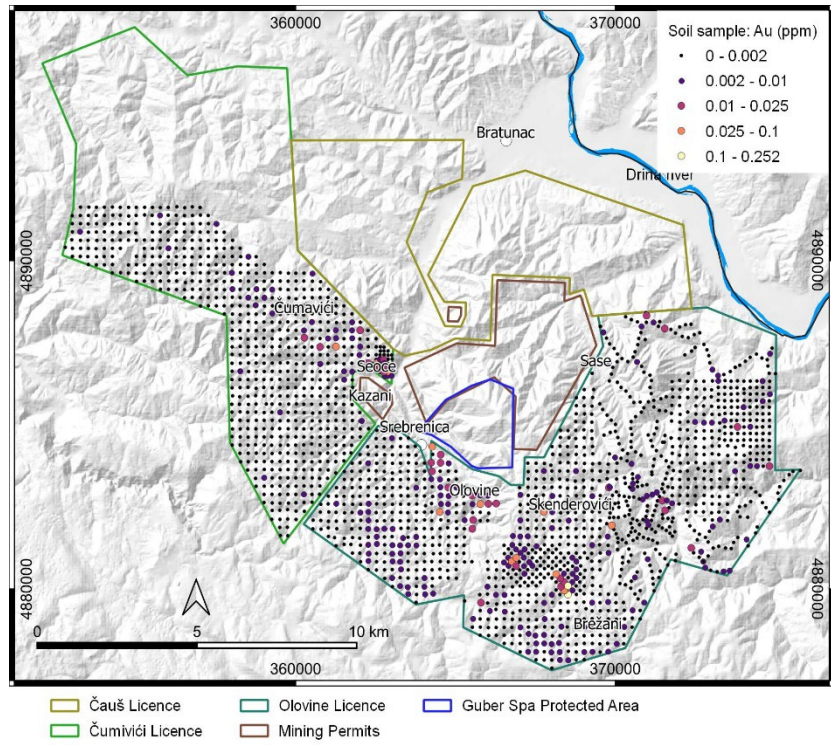 360000
370000
Soil sample: Au (ppm)
0 - 0.002
0.002 - 0.01
0.01 - 0.025
0.025 - 0.1
0.1 - 0.252
Bratunac
Drina river
4890000
4890000
Čumavići
Seoce
Sase
Kazani
Srebrenica
Olovine
Skenderovići
4880000
4880000
Brežani
0
5
10 km
360000
370000
Čauš Licence
Olovine Licence
Guber Spa Protected Area
Čumivići Licence
Mining Permits